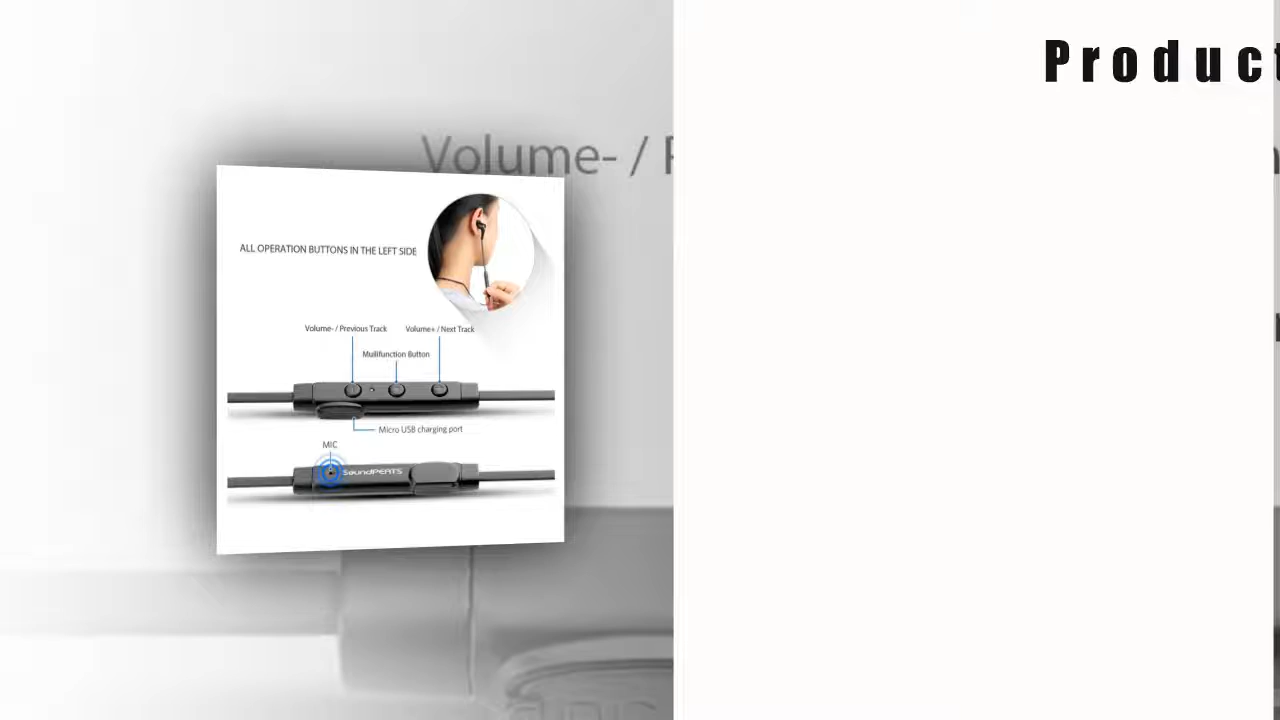 Product
Volume- / P
ALL OPERATION BUTTONS IN THE LEFT SIDE
Volume- / Previous Track
Volume+ / Next Track
Mulifunction Button
Micro USB charging port
MIC
SoundPEATS